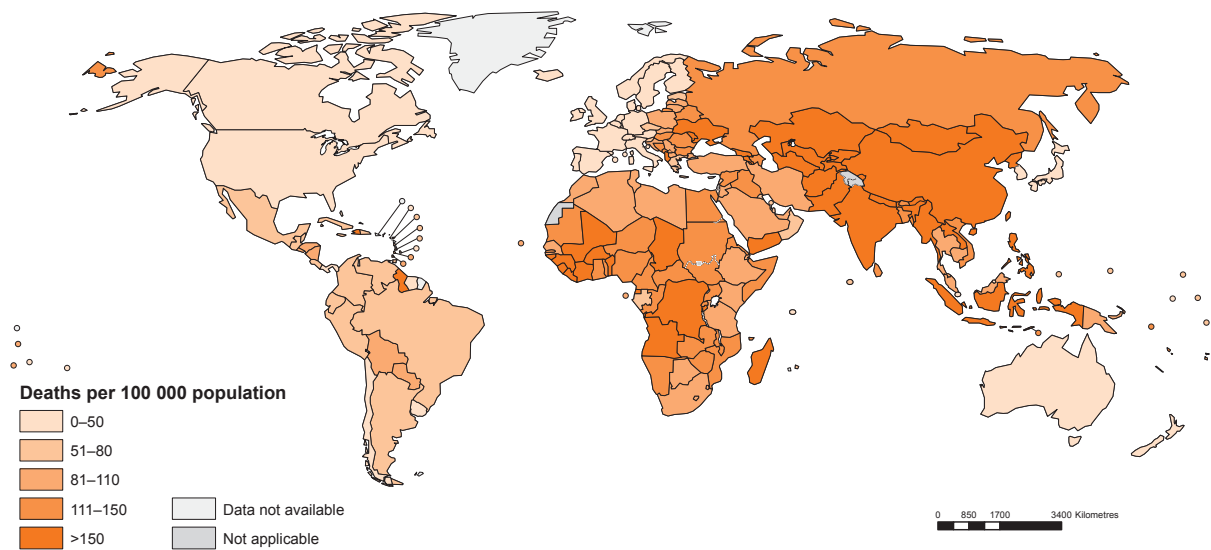 Deaths per 100 000 population
0–50
51–80
81–110
111–150
>150
Data not available
Not applicable
0 850 1700 3400 Kilometres